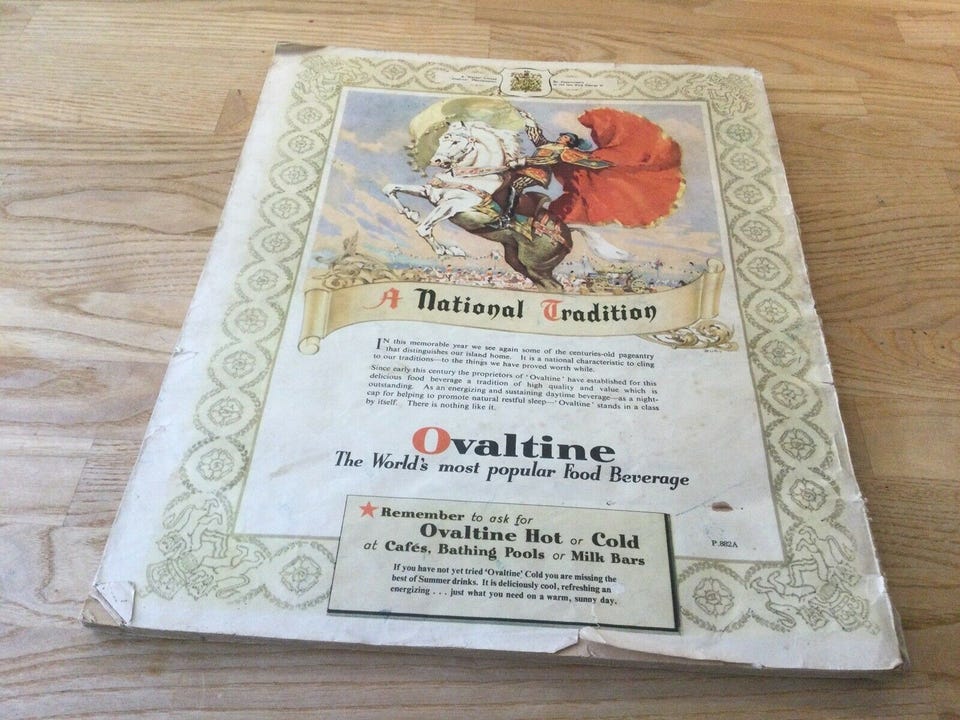 A National Tradition
IN this memorable year we see again some of the centuries-old pageantry
that distinguishes our island home. It is a national characteristic to cling
to our traditions—to the things we have proved worth while.
Since early this century the proprietors of 'Ovaltine' have established for this
delicious food beverage a tradition of high quality and value which is
outstanding. As an energizing and sustaining daytime beverage—as a night-
cap for helping to promote natural restful sleep—'Ovaltine' stands in a class
by itself. There is nothing like it.
Ovaltine
The World's most popular Food Beverage
Remember to ask for
Ovaltine Hot or Cold
at Cafés, Bathing Pools or Milk Bars
If you have not yet tried 'Ovaltine' Cold you are missing the
best of Summer drinks. It is deliciously cool, refreshing an
energizing . . . just what you need on a warm, sunny day.
P.882A